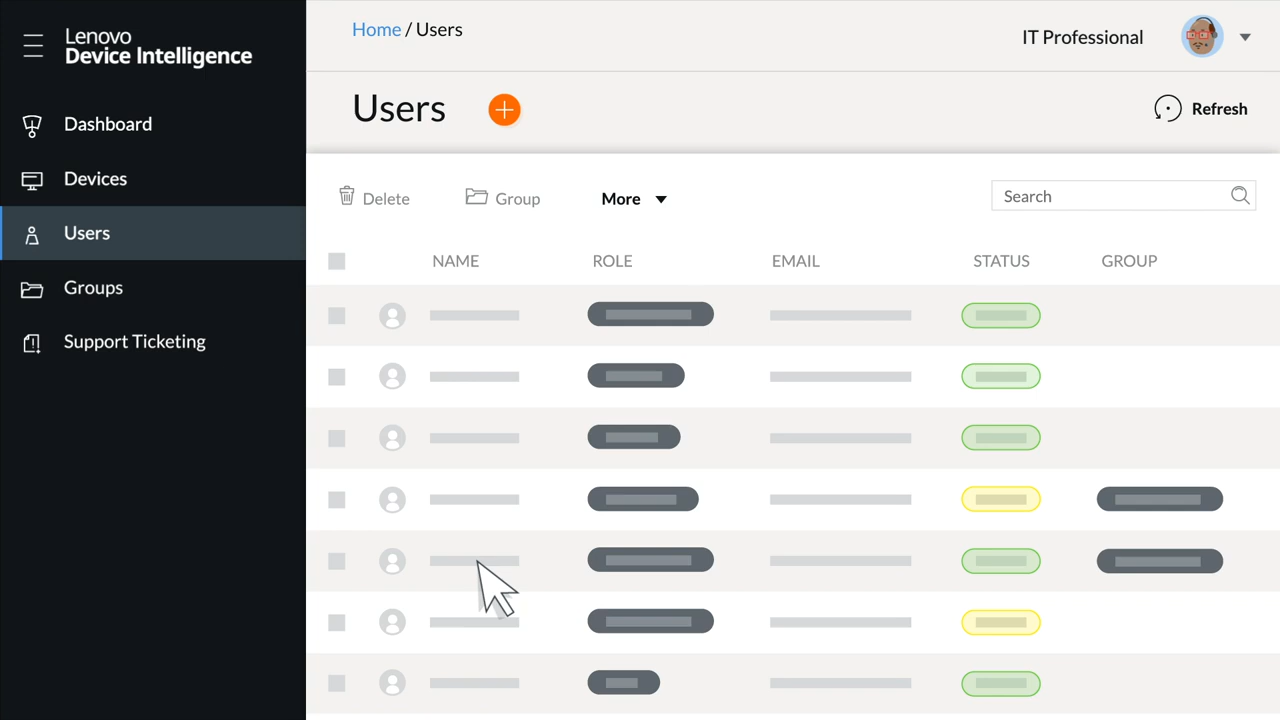 Lenovo
Device Intelligence
Dashboard
Devices
Users
Groups
Support Ticketing
Home / Users
IT Professional
Users
Refresh
Delete
Group
More
Search
NAME
ROLE
EMAIL
STATUS
GROUP